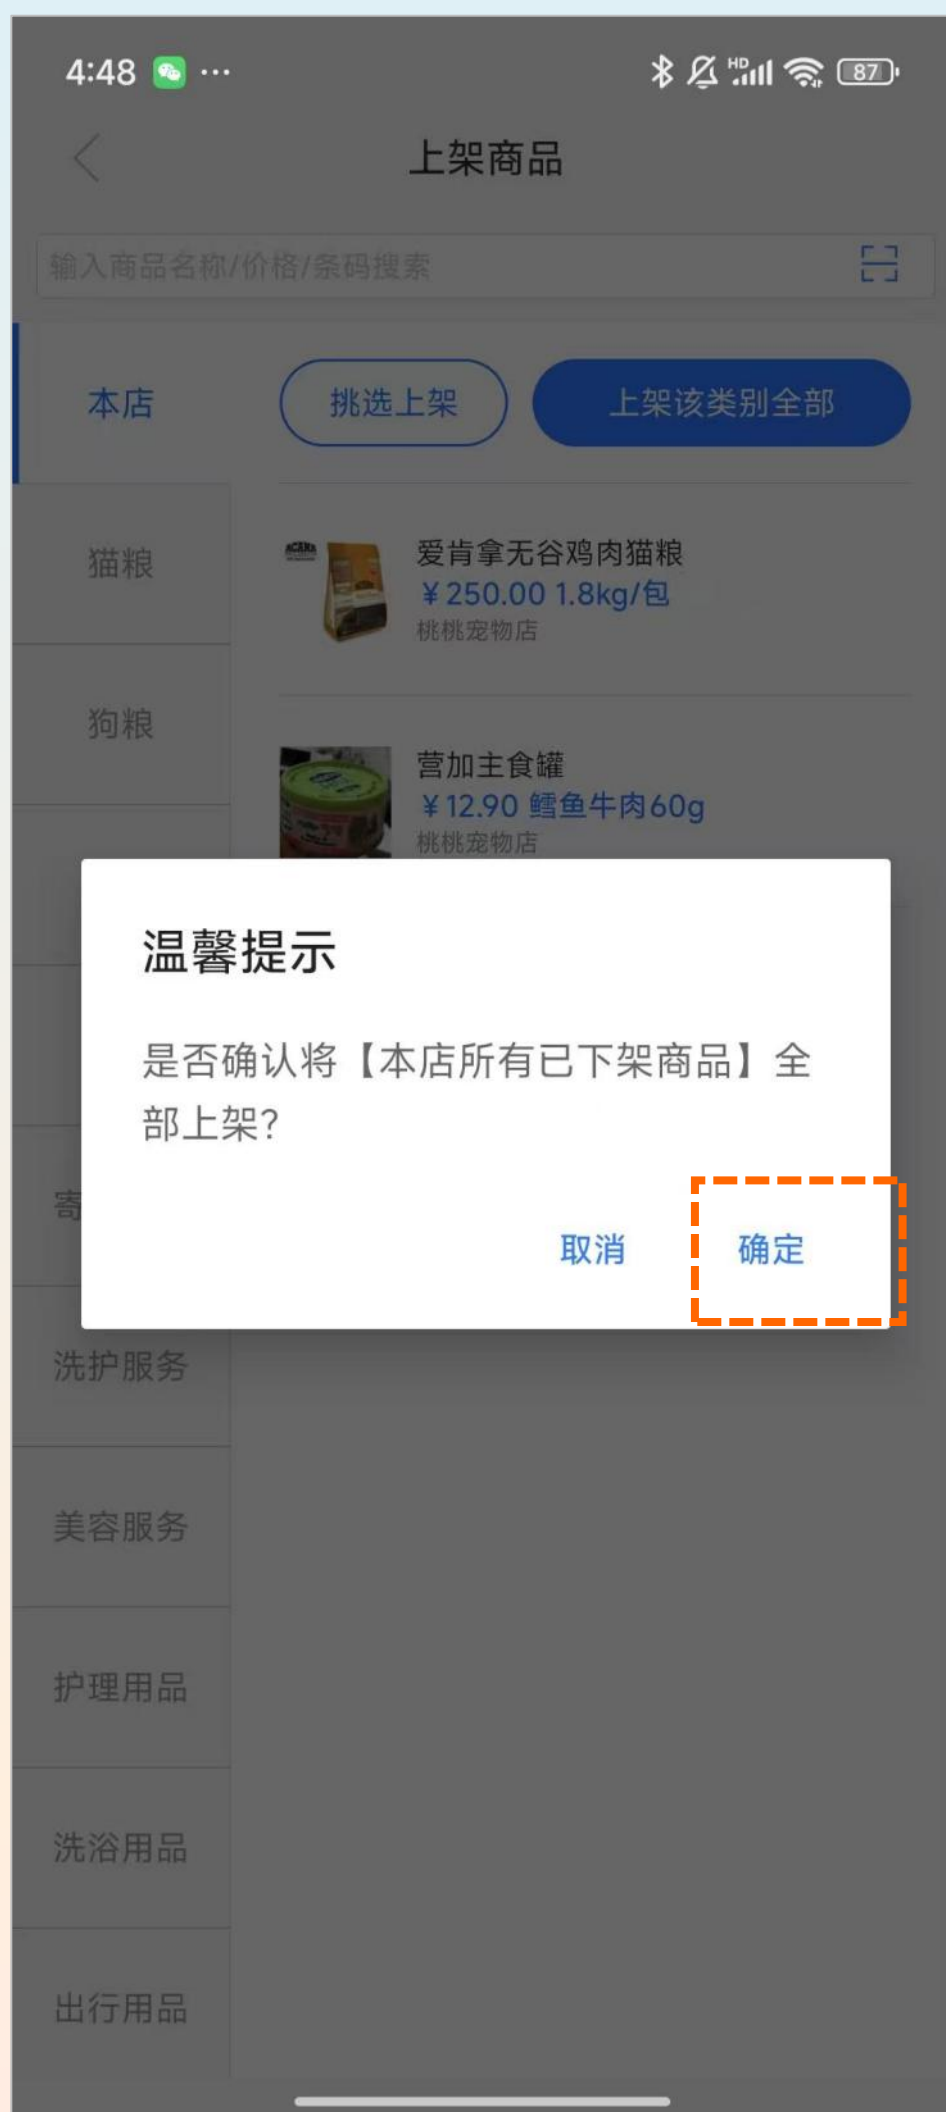 4:48 ... HD 87
上架商品
输入商品名称/价格/条码搜索
本店
挑选上架
上架该类别全部
猫粮
ACANA
爱肯拿无谷鸡肉猫粮
￥250.00 1.8kg/包
桃桃宠物店
狗粮
营加主食罐
￥12.90 鳕鱼牛肉60g
桃桃宠物店
温馨提示
是否确认将【本店所有已下架商品】全
部上架?
寄
取消
确定
洗护服务
美容服务
护理用品
洗浴用品
出行用品